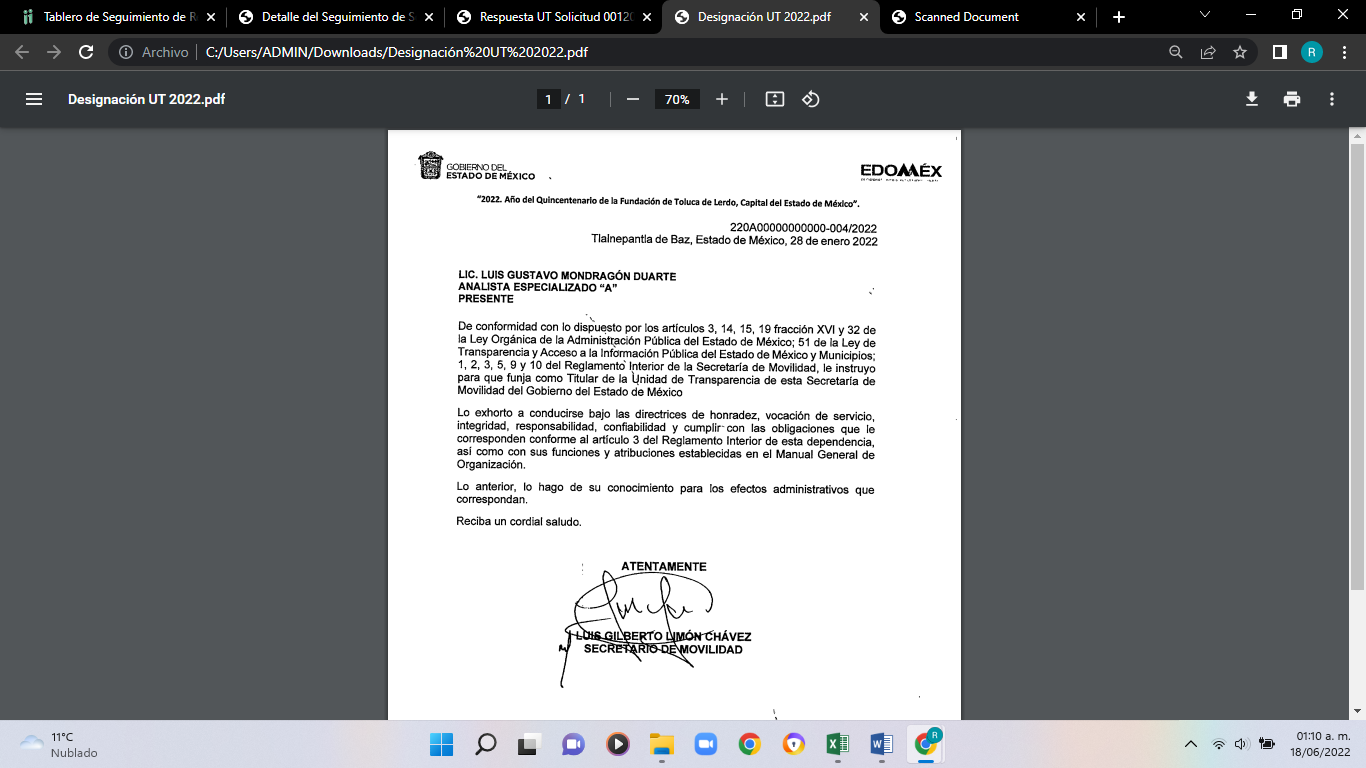 Tablero de Seguimiento de R
Detalle del Seguimiento de S
Respuesta UT Solicitud 00120
Designación UT 2022.pdf
Scanned Document
Archivo
C:/Users/ADMIN/Downloads/Designación%20UT%202022.pdf
R
Designación UT 2022.pdf
1 / 1
70%
GOBIERNO DEL
ESTADO DE MÉXICO
EDOMÉX
"2022. Año del Quincentenario de la Fundación de Toluca de Lerdo, Capital del Estado de México".
220A00000000000-004/2022
Tlalnepantla de Baz, Estado de México, 28 de enero 2022
LIC. LUIS GUSTAVO MONDRAGÓN DUARTE
ANALISTA ESPECIALIZADO "A"
PRESENTE
De conformidad con lo dispuesto por los artículos 3, 14, 15, 19 fracción XVI y 32 de
la Ley Orgánica de la Administración Pública del Estado de México; 51 de la Ley de
Transparencia y Acceso a la Información Pública del Estado de México y Municipios;
1, 2, 3, 5, 9 y 10 del Reglamento Interior de la Secretaría de Movilidad, le instruyo
para que funja como Titular de la Unidad de Transparencia de esta Secretaría de
Movilidad del Gobierno del Estado de México
Lo exhorto a conducirse bajo las directrices de honradez, vocación de servicio,
integridad, responsabilidad, confiabilidad y cumplir con las obligaciones que le
corresponden conforme al artículo 3 del Reglamento Interior de esta dependencia,
así como con sus funciones y atribuciones establecidas en el Manual General de
Organización.
Lo anterior, lo hago de su conocimiento para los efectos administrativos que
correspondan.
Reciba un cordial saludo.
ATENTAMENTE
LUIS GILBERTO LIMÓN CHÁVEZ
SECRETARIO DE MOVILIDAD
11°C
Nublado
R
01:10 a. m.
18/06/2022